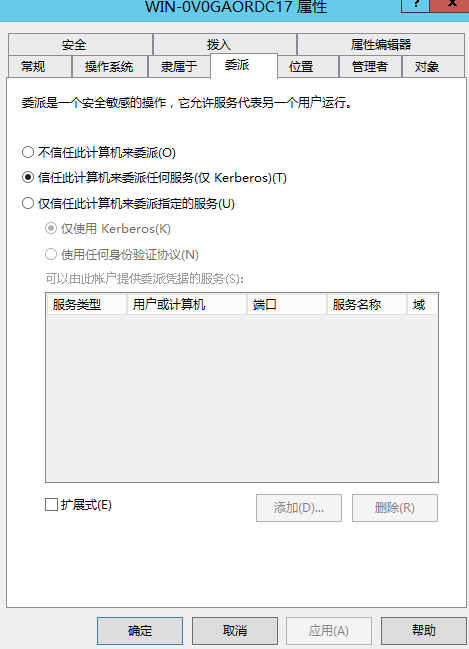 WIN-0V0GAORDC17 属性
? x
安全 拨入 属性编辑器
常规 操作系统 隶属于 委派 位置 管理者 对象
委派是一个安全敏感的操作，它允许服务代表另一个用户运行。
不信任此计算机来委派(O)
信任此计算机来委派任何服务(仅 Kerberos)(T)
仅信任此计算机来委派指定的服务(U)
仅使用 Kerberos(K)
使用任何身份验证协议(N)
可以由此帐户提供委派凭据的服务(S):
服务类型 用户或计算机 端口 服务名称 域
扩展式(E) 添加(D)... 删除(R)
确定 取消 应用(A) 帮助